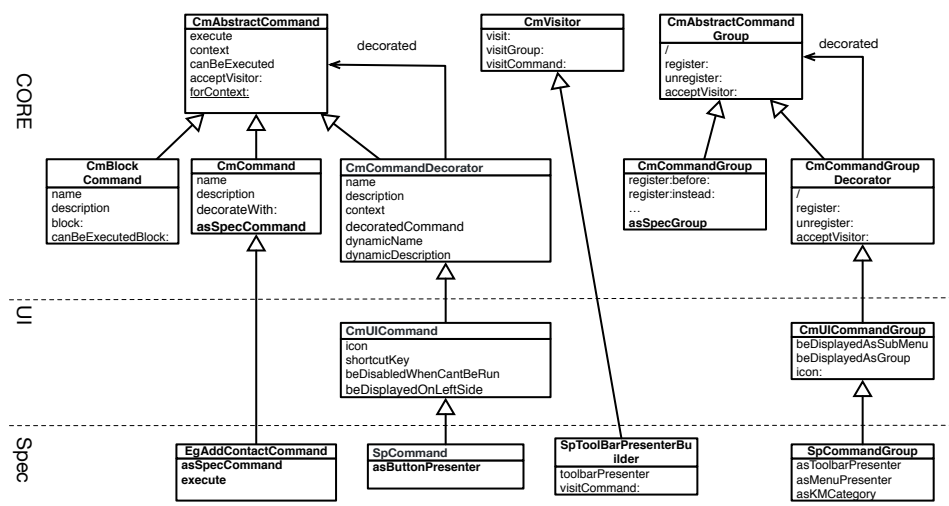 CORE
CmAbstractCommand
execute
context
canBeExecuted
acceptVisitor:
forContext:
decorated
CmVisitor
visit:
visitGroup:
visitCommand:
CmAbstractCommand
Group
/
register:
unregister:
acceptVisitor:
decorated
CmBlock
Command
name
description
block:
canBeExecutedBlock:
CmCommand
name
description
decorateWith:
asSpecCommand
CmCommandDecorator
name
description
context
decoratedCommand
dynamicName
dynamicDescription
CmCommandGroup
register:before:
register:instead:
...
asSpecGroup
CmCommandGroup
Decorator
/
register:
unregister:
acceptVisitor:
UI
CmUICommand
icon
shortcutKey
beDisabledWhenCantBeRun
beDisplayedOnLeftSide
CmUICommandGroup
beDisplayedAsSubMenu
beDisplayedAsGroup
icon:
Spec
EgAddContactCommand
asSpecCommand
execute
SpCommand
asButtonPresenter
SpToolBarPresenterBu
ilder
toolbarPresenter
visitCommand:
SpCommandGroup
asToolbarPresenter
asMenuPresenter
asKMCategory